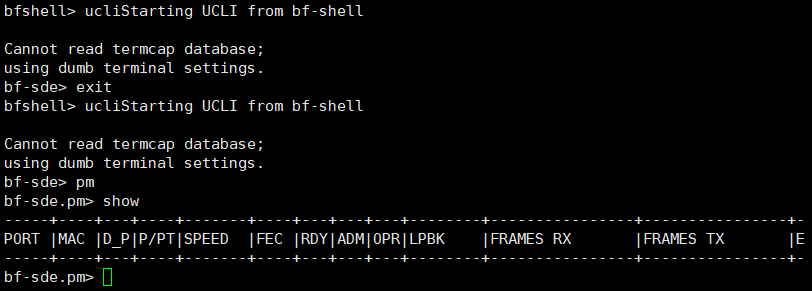 bfshell> ucliStarting UCLI from bf-shell
Cannot read termcap database;
using dumb terminal settings.
bf-sde> exit
bfshell> ucliStarting UCLI from bf-shell
Cannot read termcap database;
using dumb terminal settings.
bf-sde> pm
bf-sde.pm> show
-----+----+---+----+-------+----+---+---+---+--------+----------------+----------------+-
PORT |MAC |D_P|P/PT|SPEED  |FEC |RDY|ADM|OPR|LPBK    |FRAMES RX       |FRAMES TX       |E
-----+----+---+----+-------+----+---+---+---+--------+----------------+----------------+-
bf-sde.pm>